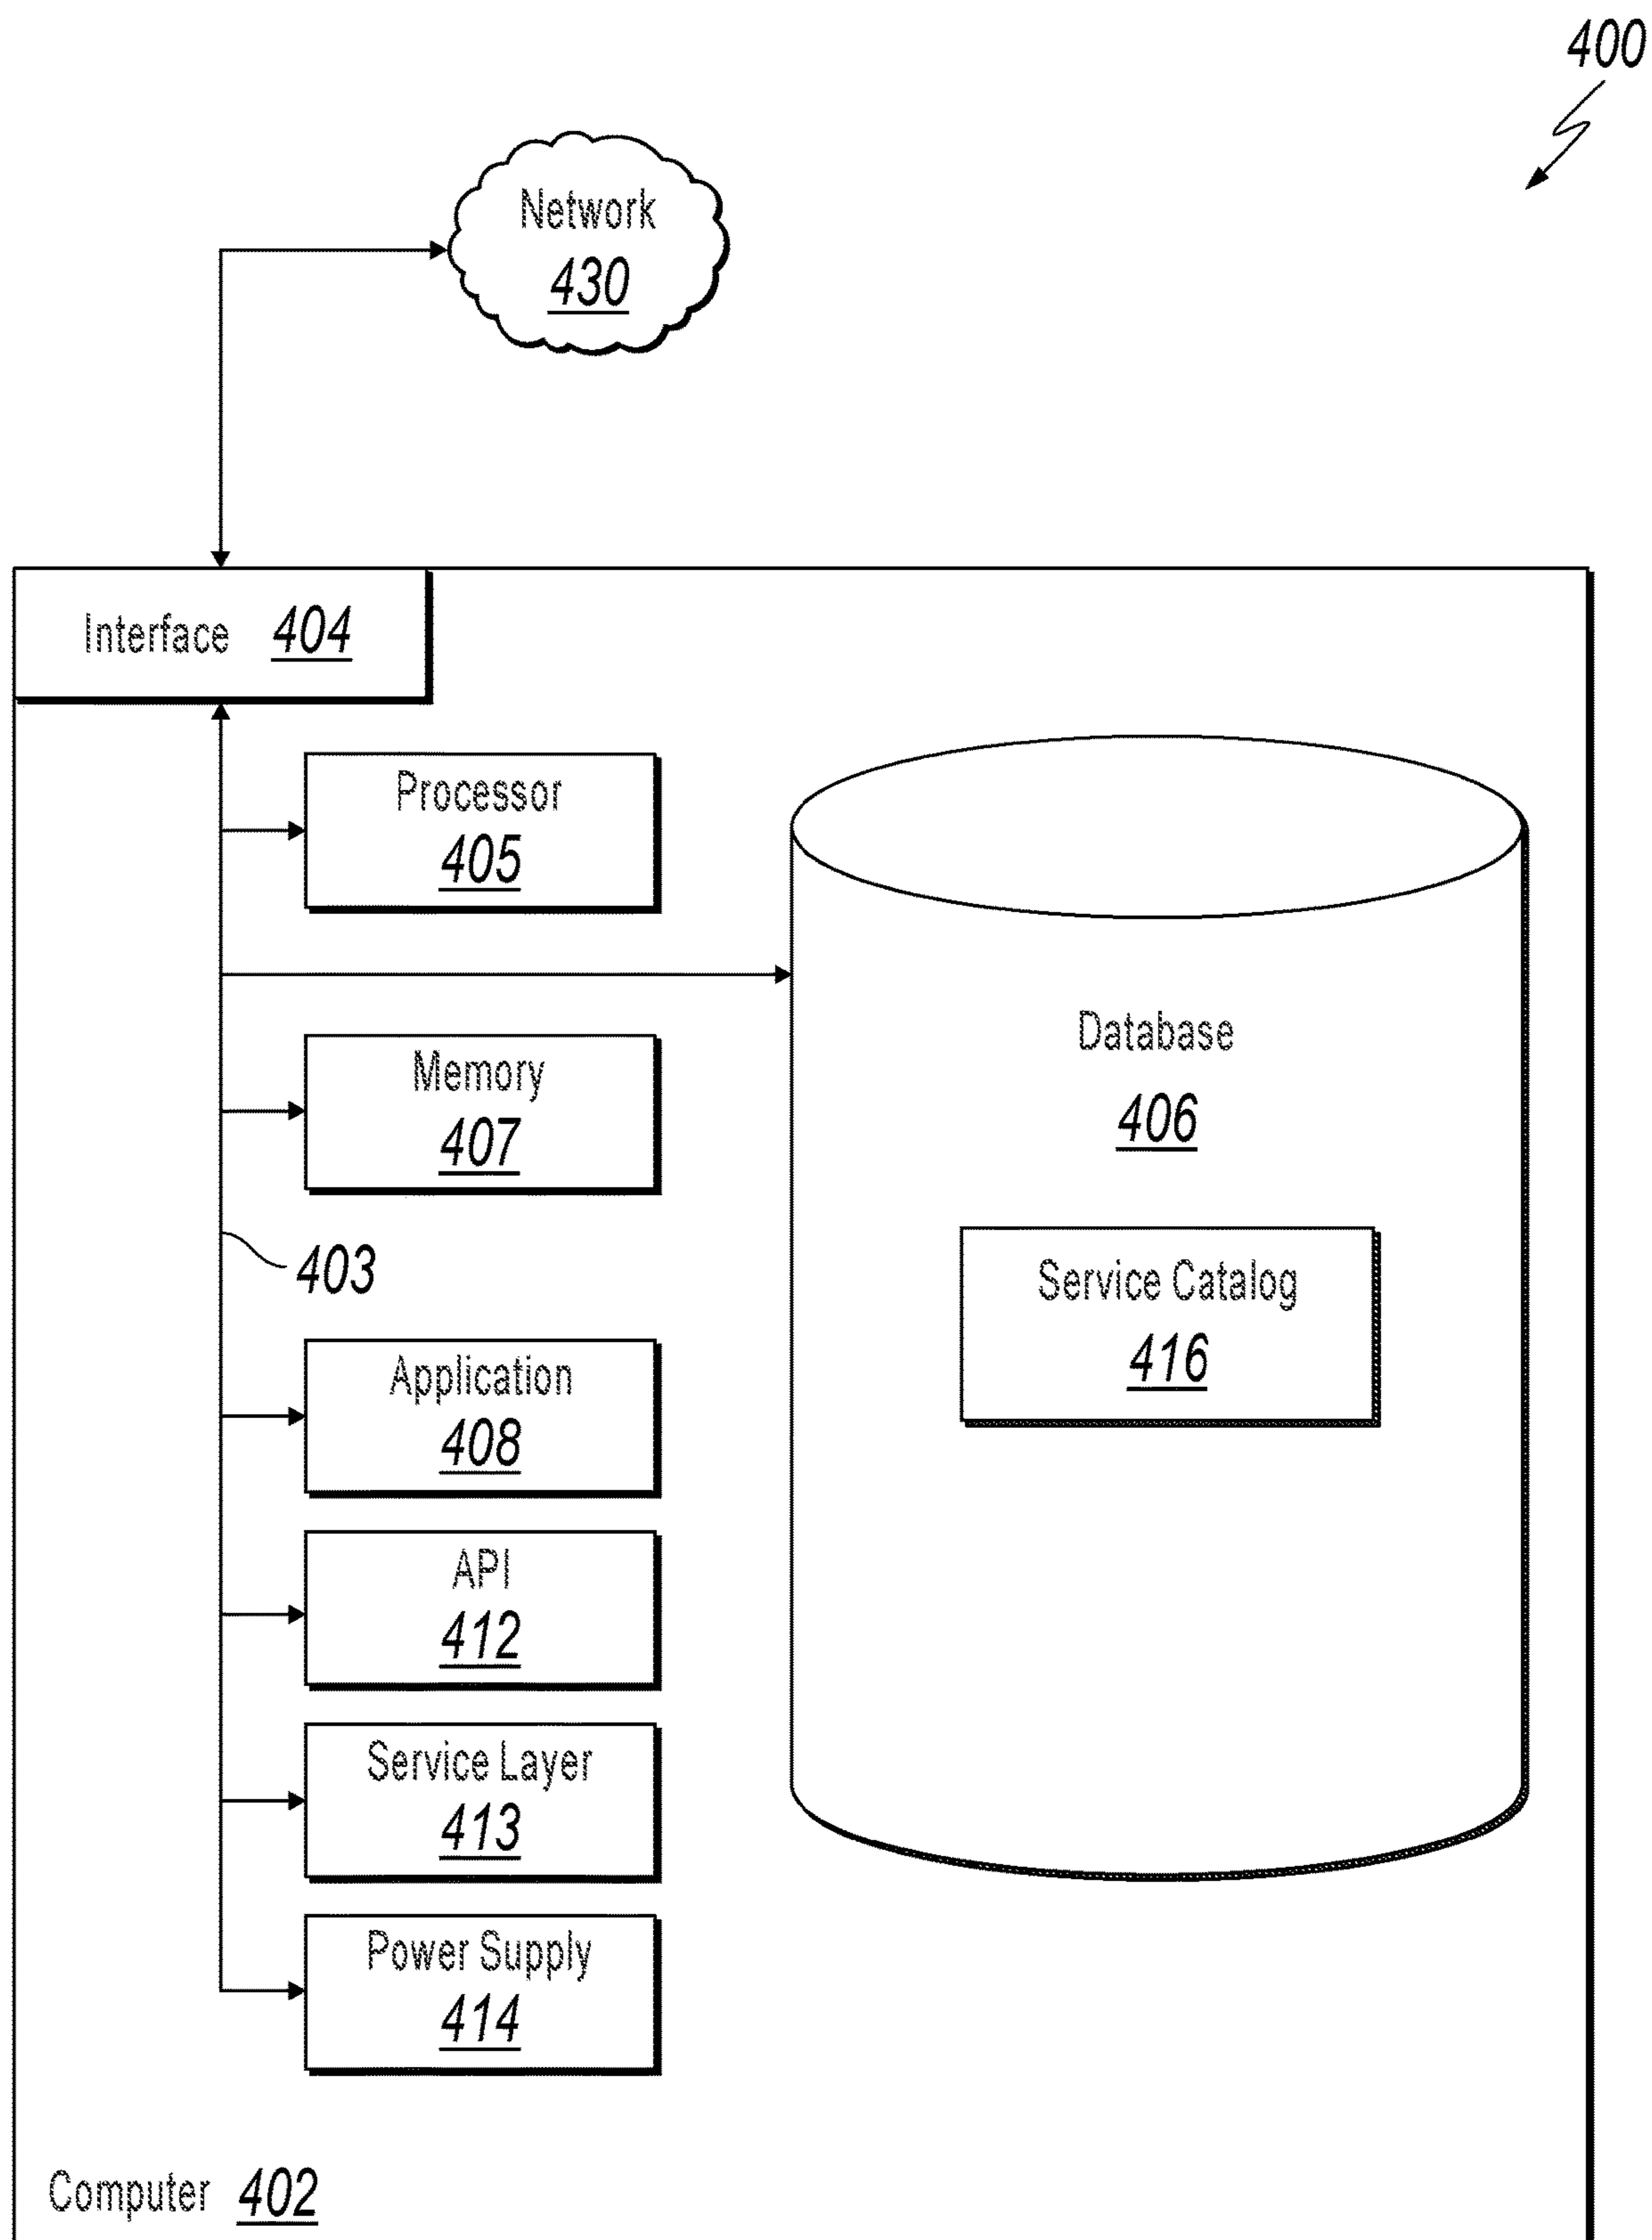 400
Network
430
Interface 404
Processor
405
Database
406
Memory
407
403
Service Catalog
416
Application
408
API
412
Service Layer
413
Power Supply
414
Computer 402